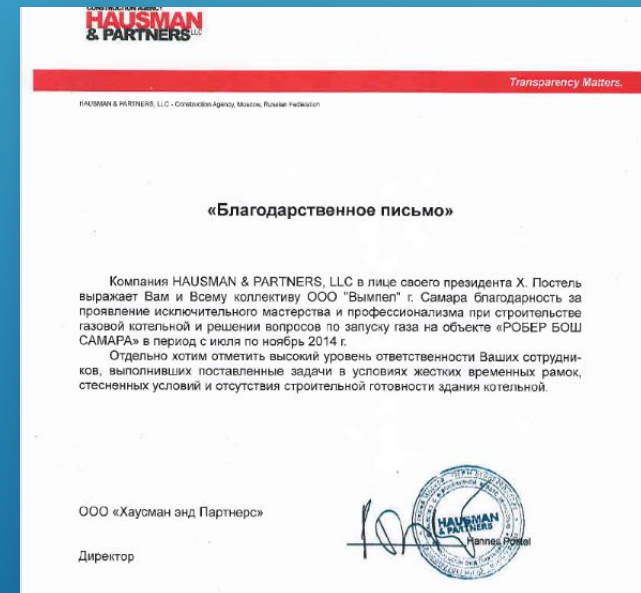 CONSTRUCTION AGENCY
HAUSMAN
& PARTNERS LLC
Transparency Matters.
HAUSMAN & PARTNERS, LLC - Construction Agency, Moscow, Russian Federation
«Благодарственное письмо»
Компания HAUSMAN & PARTNERS, LLC в лице своего президента Х. Постель
выражает Вам и Всему коллективу ООО "Вымпел" г. Самара благодарность за
проявление исключительного мастерства и профессионализма при строительстве
газовой котельной и решении вопросов по запуску газа на объекте «РОБЕР БОШ
САМАРА» в период с июля по ноябрь 2014 г.
Отдельно хотим отметить высокий уровень ответственности Ваших сотрудни-
ков, выполнивших поставленные задачи в условиях жестких временных рамок,
стесненных условий и отсутствия строительной готовности здания котельной.
ООО «Хаусман энд Партнерс»
HAUSMAN
& PARTNERS
Hannes Postel
Директор